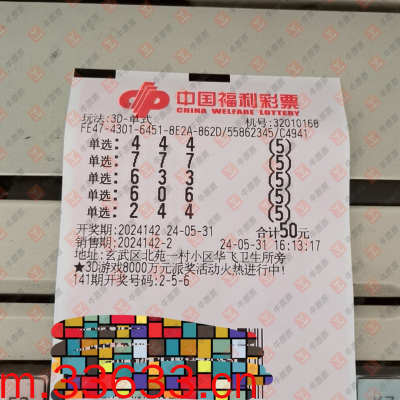 中国福利彩票
CHINA WELFARE LOTTERY
玩法:3D-单式 机号:32010168
FE47-4301-6451-8E2A-862D/55862345/C4941
单选: 4 4 4 (5)
单选: 7 7 7 (5)
单选: 6 3 3 (5)
单选: 6 0 6 (5)
单选: 2 4 4 (5)
开奖期:2024142 24-05-31 合计50元
销售期:2024142-2 24-05-31 16:13:17
地址:玄武区北苑一村小区华飞卫生所旁
★3D游戏8000万元派奖活动火热进行中!
141期开奖号码:2-5-6
m.33633.cn